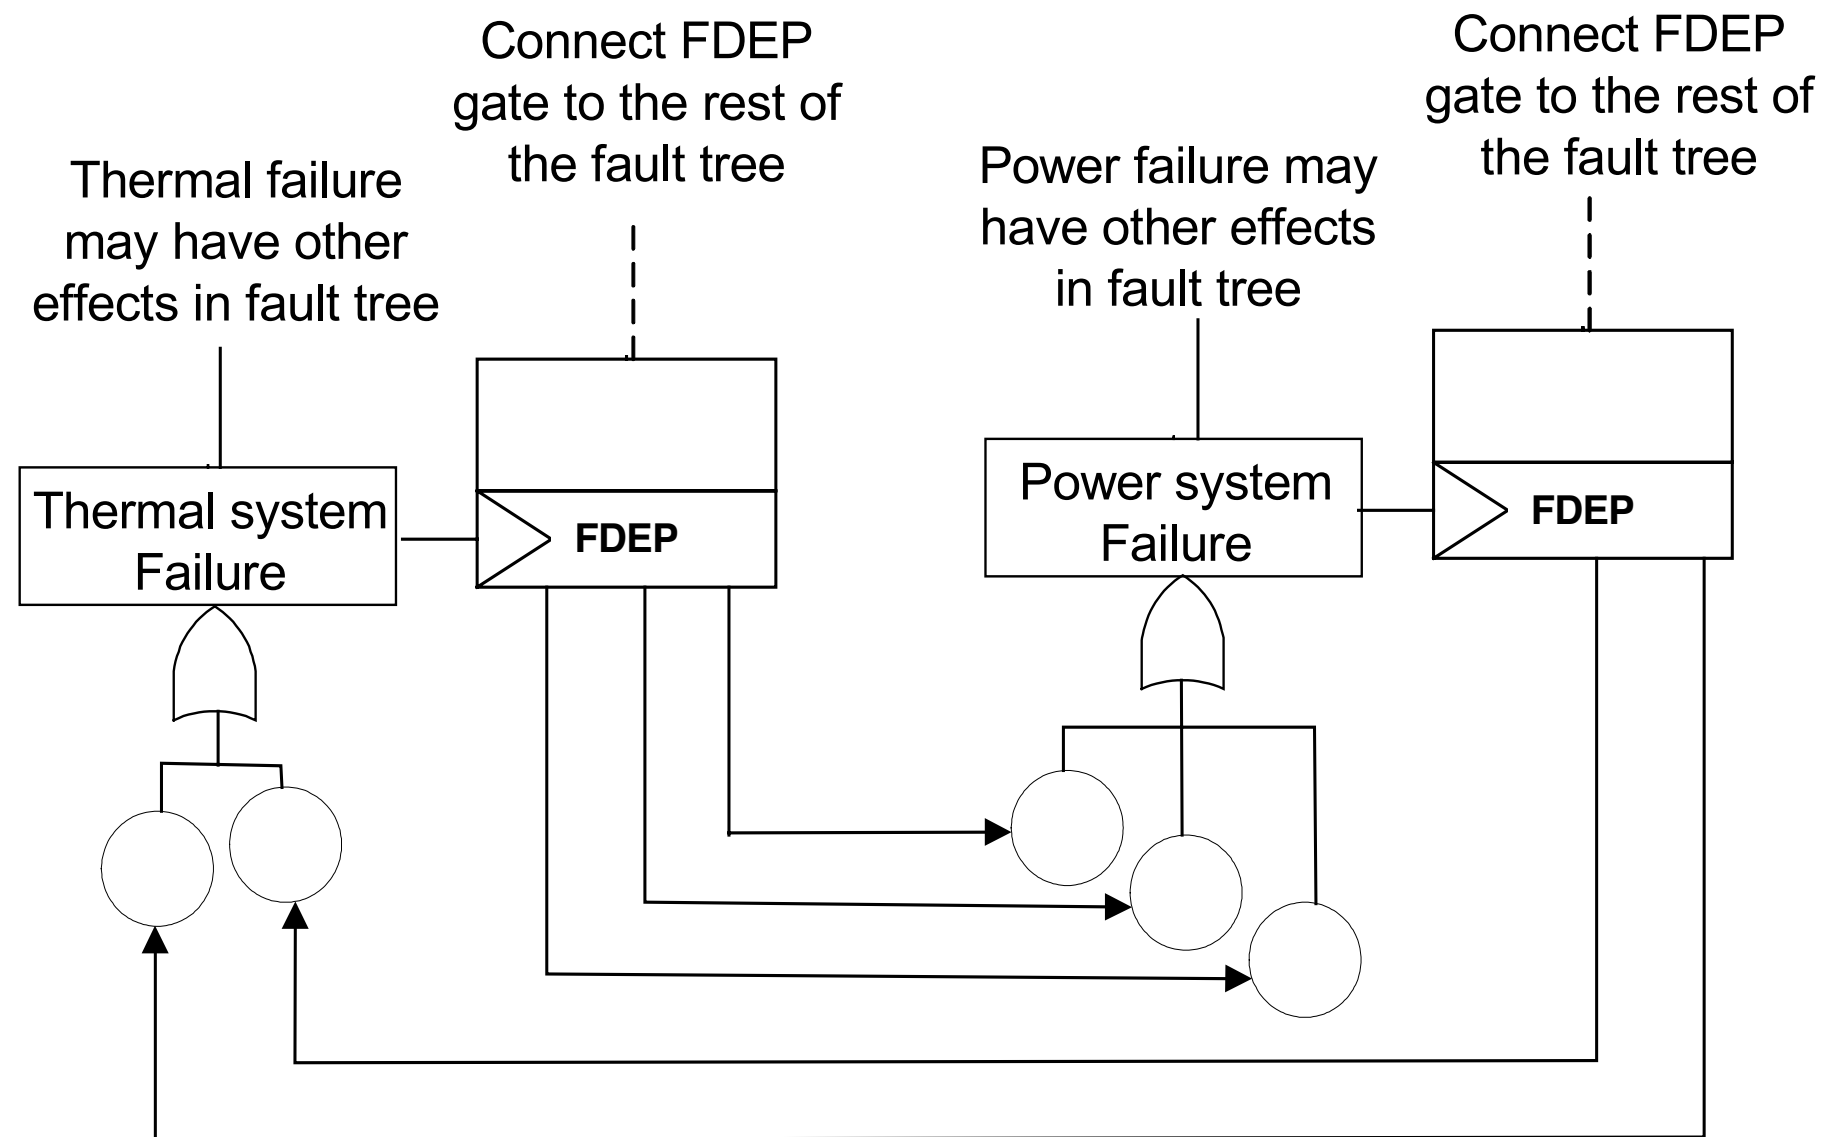 Thermal failure
may have other
effects in fault tree
Connect FDEP
gate to the rest of
the fault tree
Power failure may
have other effects
in fault tree
Connect FDEP
gate to the rest of
the fault tree
Thermal system
Failure
FDEP
Power system
Failure
FDEP